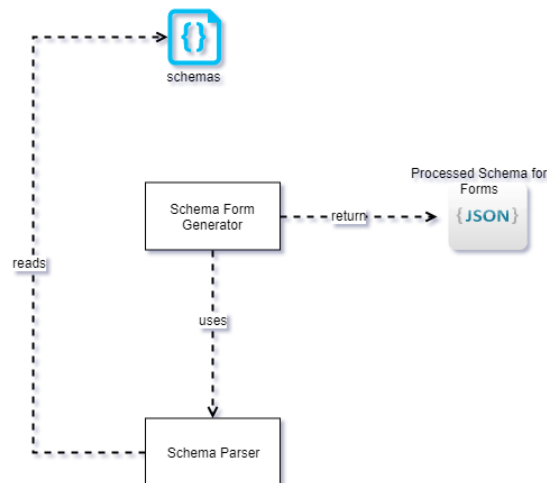 {}
schemas
Processed Schema for
Forms
{JSON}
Schema Form
Generator
return
reads
uses
Schema Parser